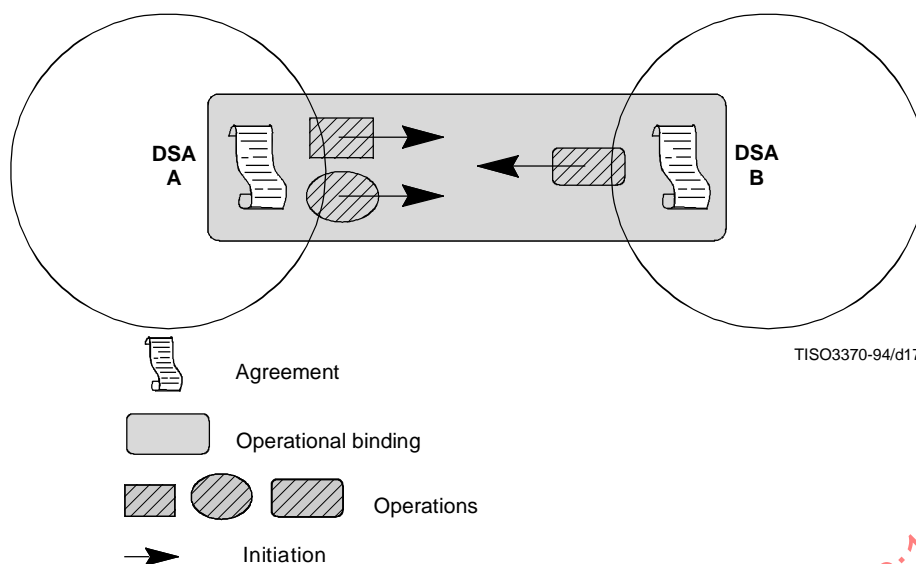 DSA
A
DSA
B
TISO3370-94/d17
Agreement
Operational binding
Operations
Initiation